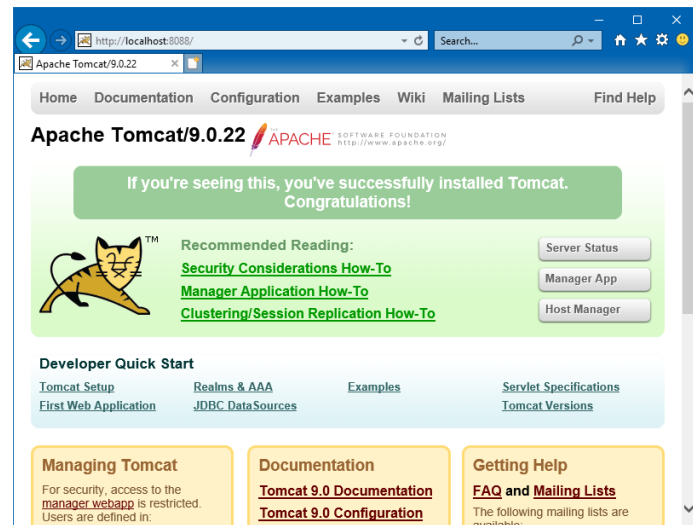 http://localhost:8088/
Search...
Apache Tomcat/9.0.22
Home Documentation Configuration Examples Wiki Mailing Lists Find Help
Apache Tomcat/9.0.22
THE
APACHE SOFTWARE FOUNDATION
http://www.apache.org/
If you're seeing this, you've successfully installed Tomcat.
Congratulations!
TM
Recommended Reading:
Security Considerations How-To
Manager Application How-To
Clustering/Session Replication How-To
Server Status
Manager App
Host Manager
Developer Quick Start
Tomcat Setup Realms & AAA Examples Servlet Specifications
First Web Application JDBC DataSources Tomcat Versions
Managing Tomcat
For security, access to the
manager webapp is restricted.
Users are defined in:
Documentation
Tomcat 9.0 Documentation
Tomcat 9.0 Configuration
Getting Help
FAQ and Mailing Lists
The following mailing lists are
available: